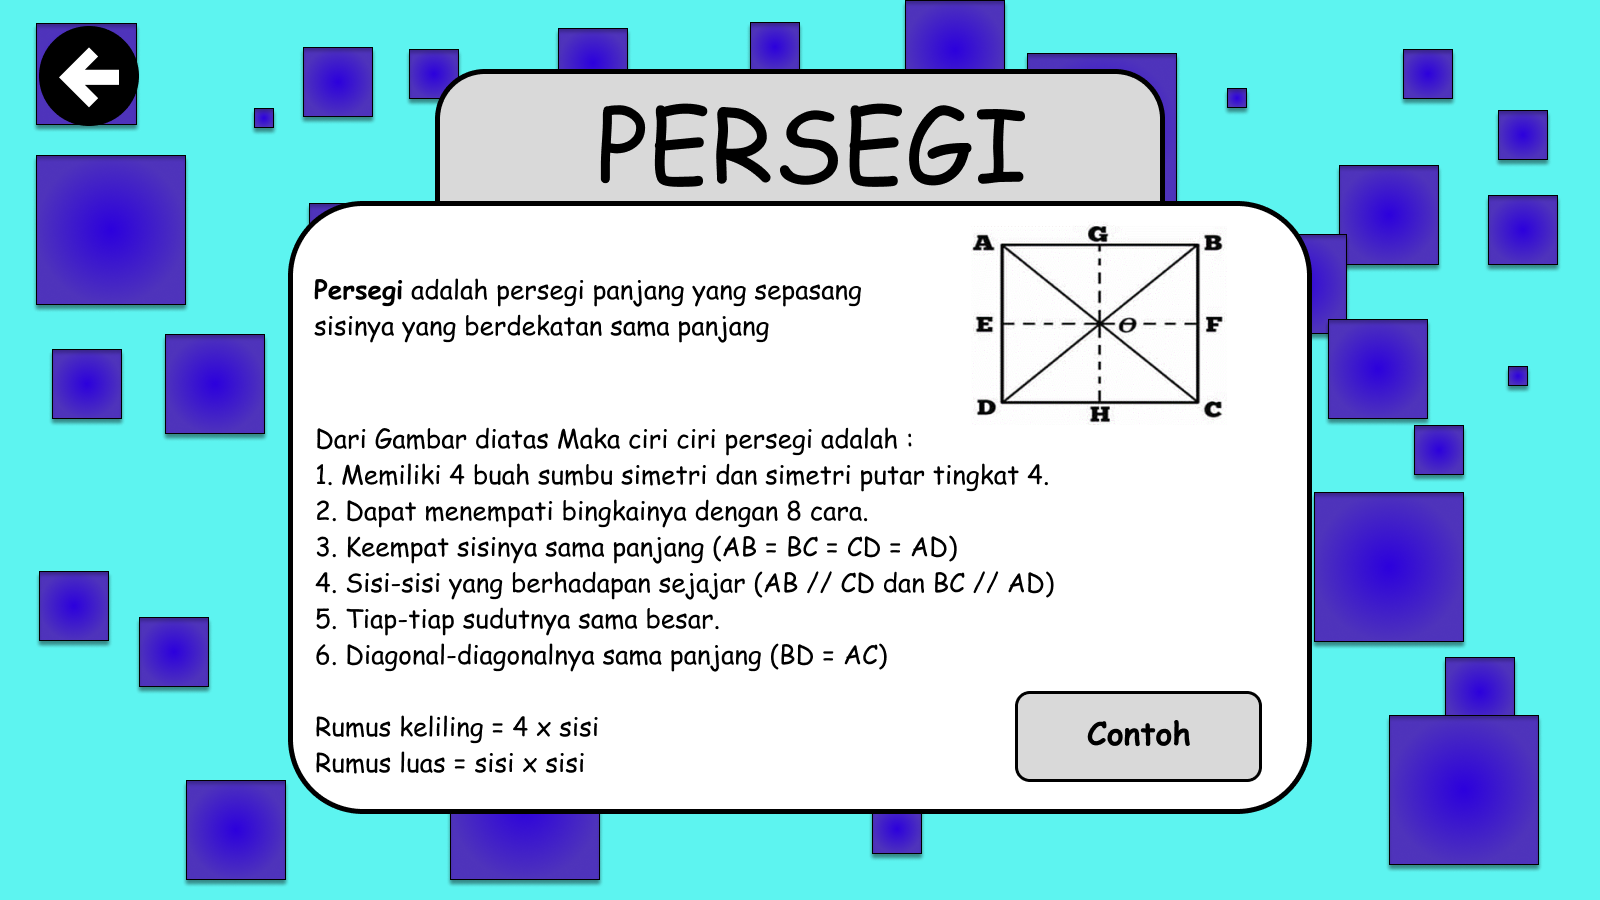 PERSEGI
Persegi adalah persegi panjang yang sepasang
sisinya yang berdekatan sama panjang
A G B
E Θ F
D H C
Dari Gambar diatas Maka ciri ciri persegi adalah :
1. Memiliki 4 buah sumbu simetri dan simetri putar tingkat 4.
2. Dapat menempati bingkainya dengan 8 cara.
3. Keempat sisinya sama panjang (AB = BC = CD = AD)
4. Sisi-sisi yang berhadapan sejajar (AB // CD dan BC // AD)
5. Tiap-tiap sudutnya sama besar.
6. Diagonal-diagonalnya sama panjang (BD = AC)
Rumus keliling = 4 x sisi
Rumus luas = sisi x sisi
Contoh